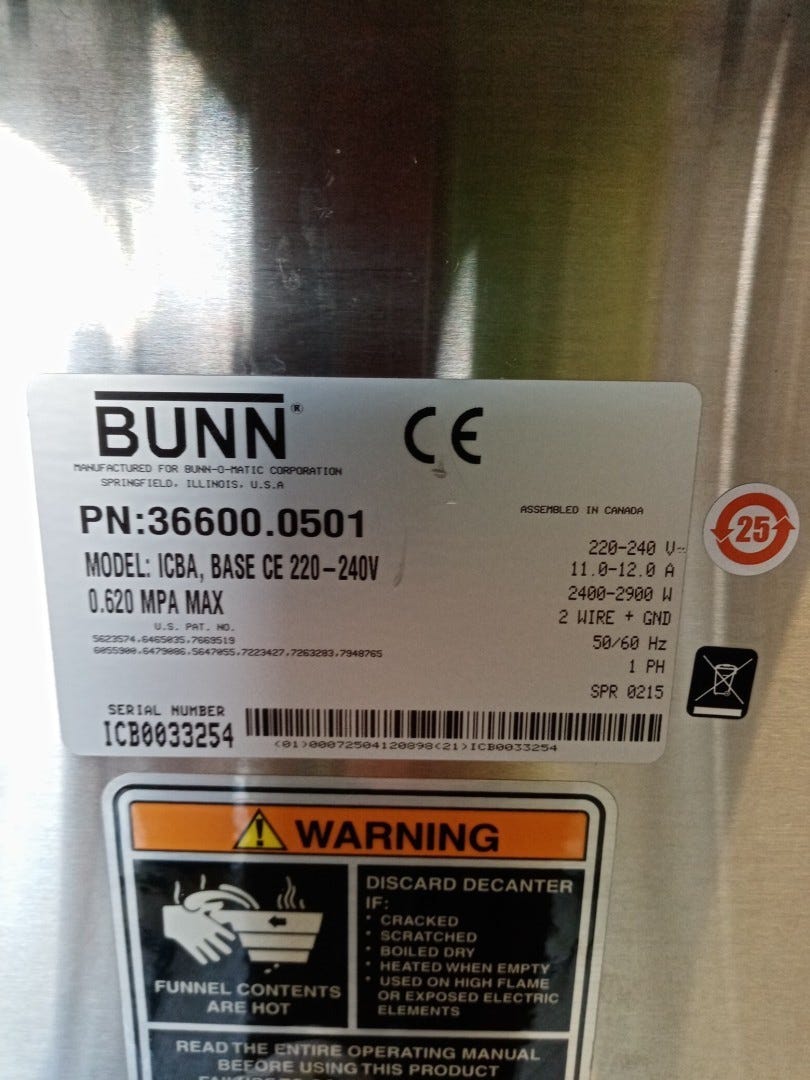 BUNN®
MANUFACTURED FOR BUNN-O-MATIC CORPORATION
SPRINGFIELD, ILLINOIS, U.S.A
CE
ASSEMBLED IN CANADA
PN:36600.0501
MODEL: ICBA, BASE CE 220-240V
0.620 MPA MAX
U.S. PAT. NO.
5623574,6465035,7669519
6055900,6479086,5647055,7223427,7263283,7948765
220-240 V~
11.0-12.0 A
2400-2900 W
2 WIRE + GND
50/60 Hz
1 PH
SPR 0215
SERIAL NUMBER
ICB0033254
(01)00072504120898(21)ICB0033254
25
WARNING
FUNNEL CONTENTS
ARE HOT
DISCARD DECANTER
IF:
· CRACKED
· SCRATCHED
· BOILED DRY
· HEATED WHEN EMPTY
· USED ON HIGH FLAME
OR EXPOSED ELECTRIC
ELEMENTS
READ THE ENTIRE OPERATING MANUAL
BEFORE USING THIS PRODUCT